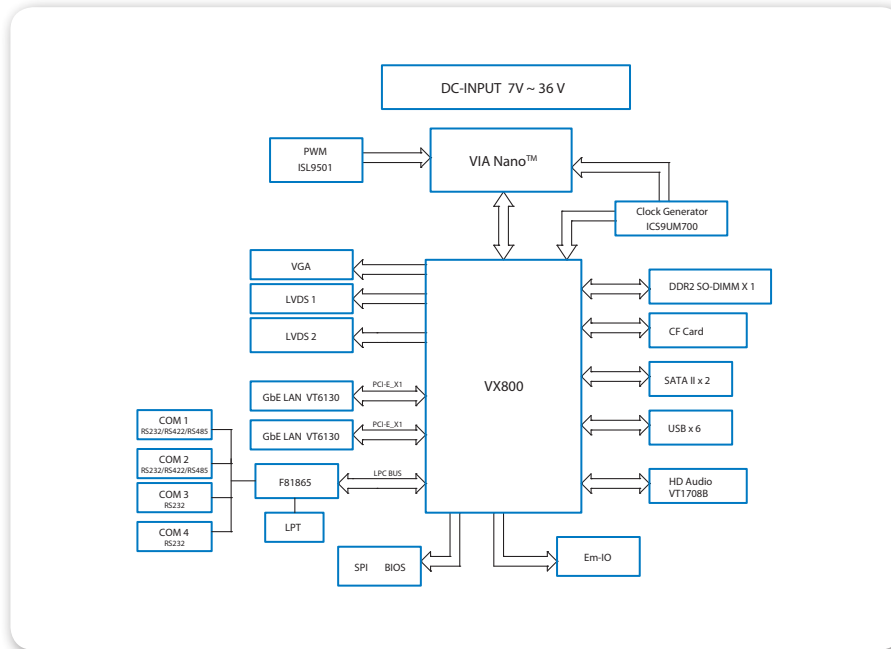 DC-INPUT 7V ~ 36 V
PWM
ISL9501
VIA Nano™
Clock Generator
ICS9UM700
VGA
LVDS 1
LVDS 2
GbE LAN VT6130
PCI-E_X1
GbE LAN VT6130
PCI-E_X1
COM 1
RS232/RS422/RS485
COM 2
RS232/RS422/RS485
COM 3
RS232
COM 4
RS232
F81865
LPC BUS
LPT
VX800
DDR2 SO-DIMM X 1
CF Card
SATA II x 2
USB x 6
HD Audio
VT1708B
SPI BIOS
Em-IO